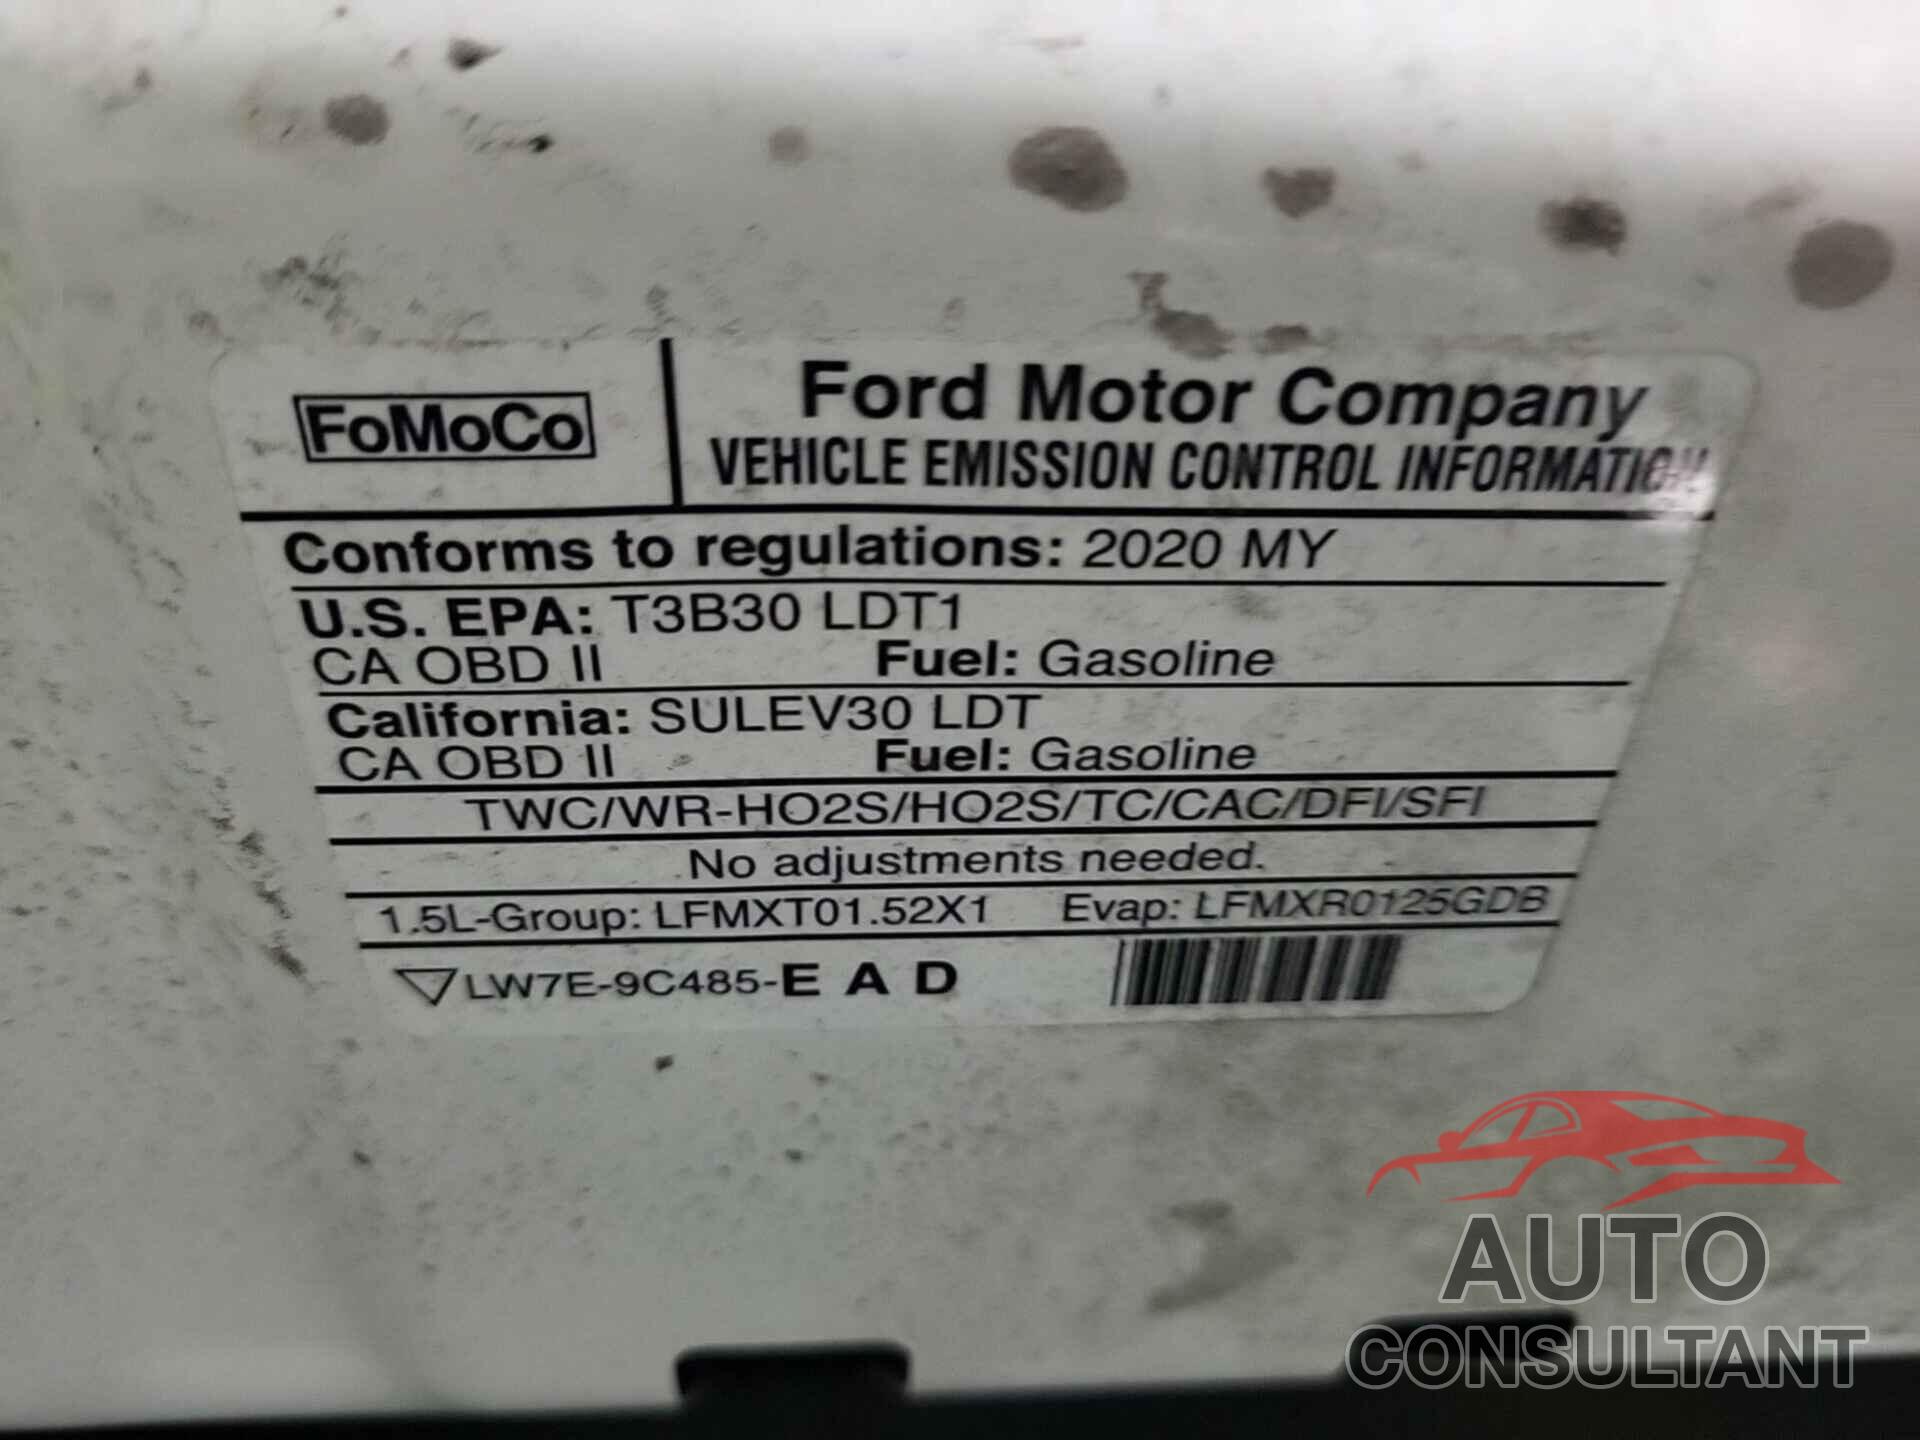 FoMoCo
Ford Motor Company
VEHICLE EMISSION CONTROL INFORMATION
Conforms to regulations: 2020 MY
U.S. EPA: T3B30 LDT1
CA OBD II Fuel: Gasoline
California: SULEV30 LDT
CA OBD II Fuel: Gasoline
TWC/WR-HO2S/HO2S/TC/CAC/DFI/SFI
No adjustments needed.
1.5L-Group: LFMXT01.52X1 Evap: LFMXR0125GDB
LW7E-9C485-E A D
AUTO
CONSULTANT